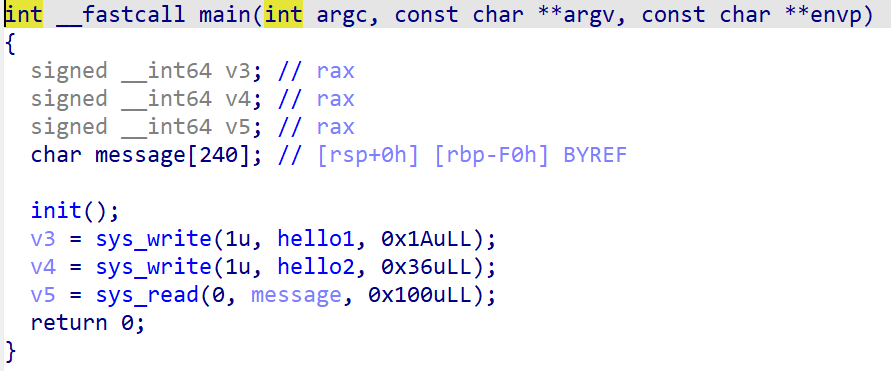 int __fastcall main(int argc, const char **argv, const char **envp)
{
  signed __int64 v3; // rax
  signed __int64 v4; // rax
  signed __int64 v5; // rax
  char message[240]; // [rsp+0h] [rbp-F0h] BYREF

  init();
  v3 = sys_write(1u, hello1, 0x1AuLL);
  v4 = sys_write(1u, hello2, 0x36uLL);
  v5 = sys_read(0, message, 0x100uLL);
  return 0;
}